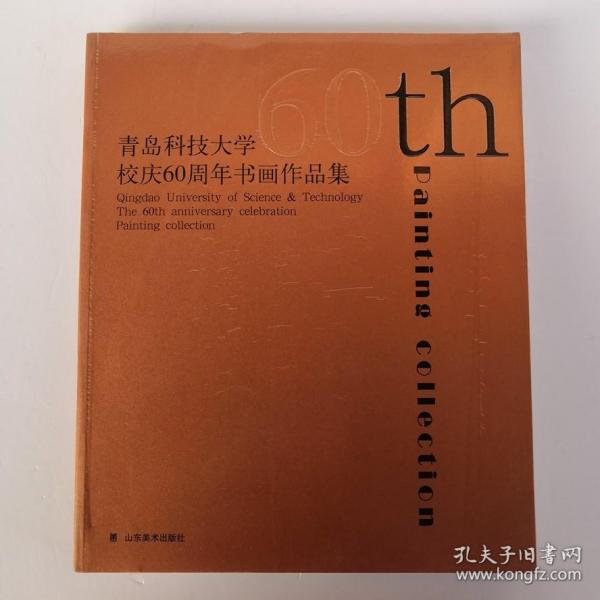 60th
青岛科技大学
校庆60周年书画作品集
Qingdao University of Science & Technology
The 60th anniversary celebration
Painting collection
Painting collection
山东美术出版社
孔夫子旧书网
www.kongfz.com